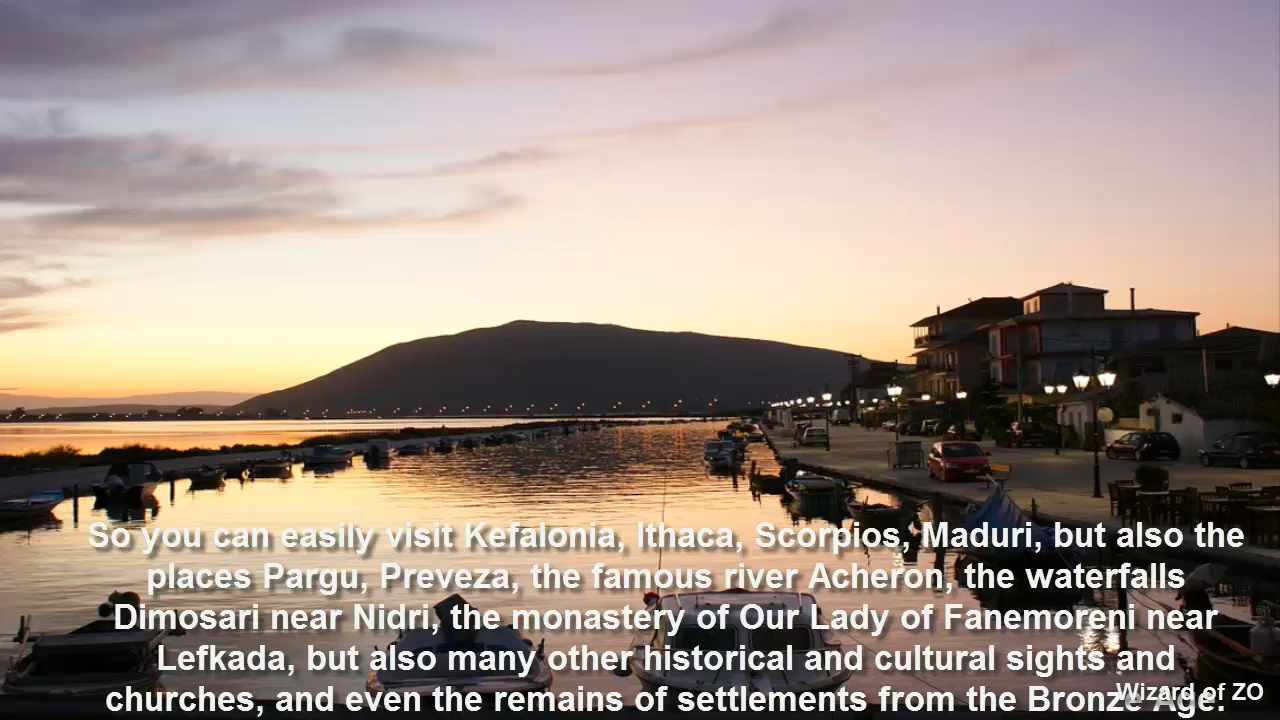 So you can easily visit Kefalonia, Ithaca, Scorpios, Maduri, but also the
places Pargu, Preveza, the famous river Acheron, the waterfalls
Dimosari near Nidri, the monastery of Our Lady of Fanemoreni near
Lefkada, but also many other historical and cultural sights and
churches, and even the remains of settlements from the Bronze Age.
Wizard of ZO